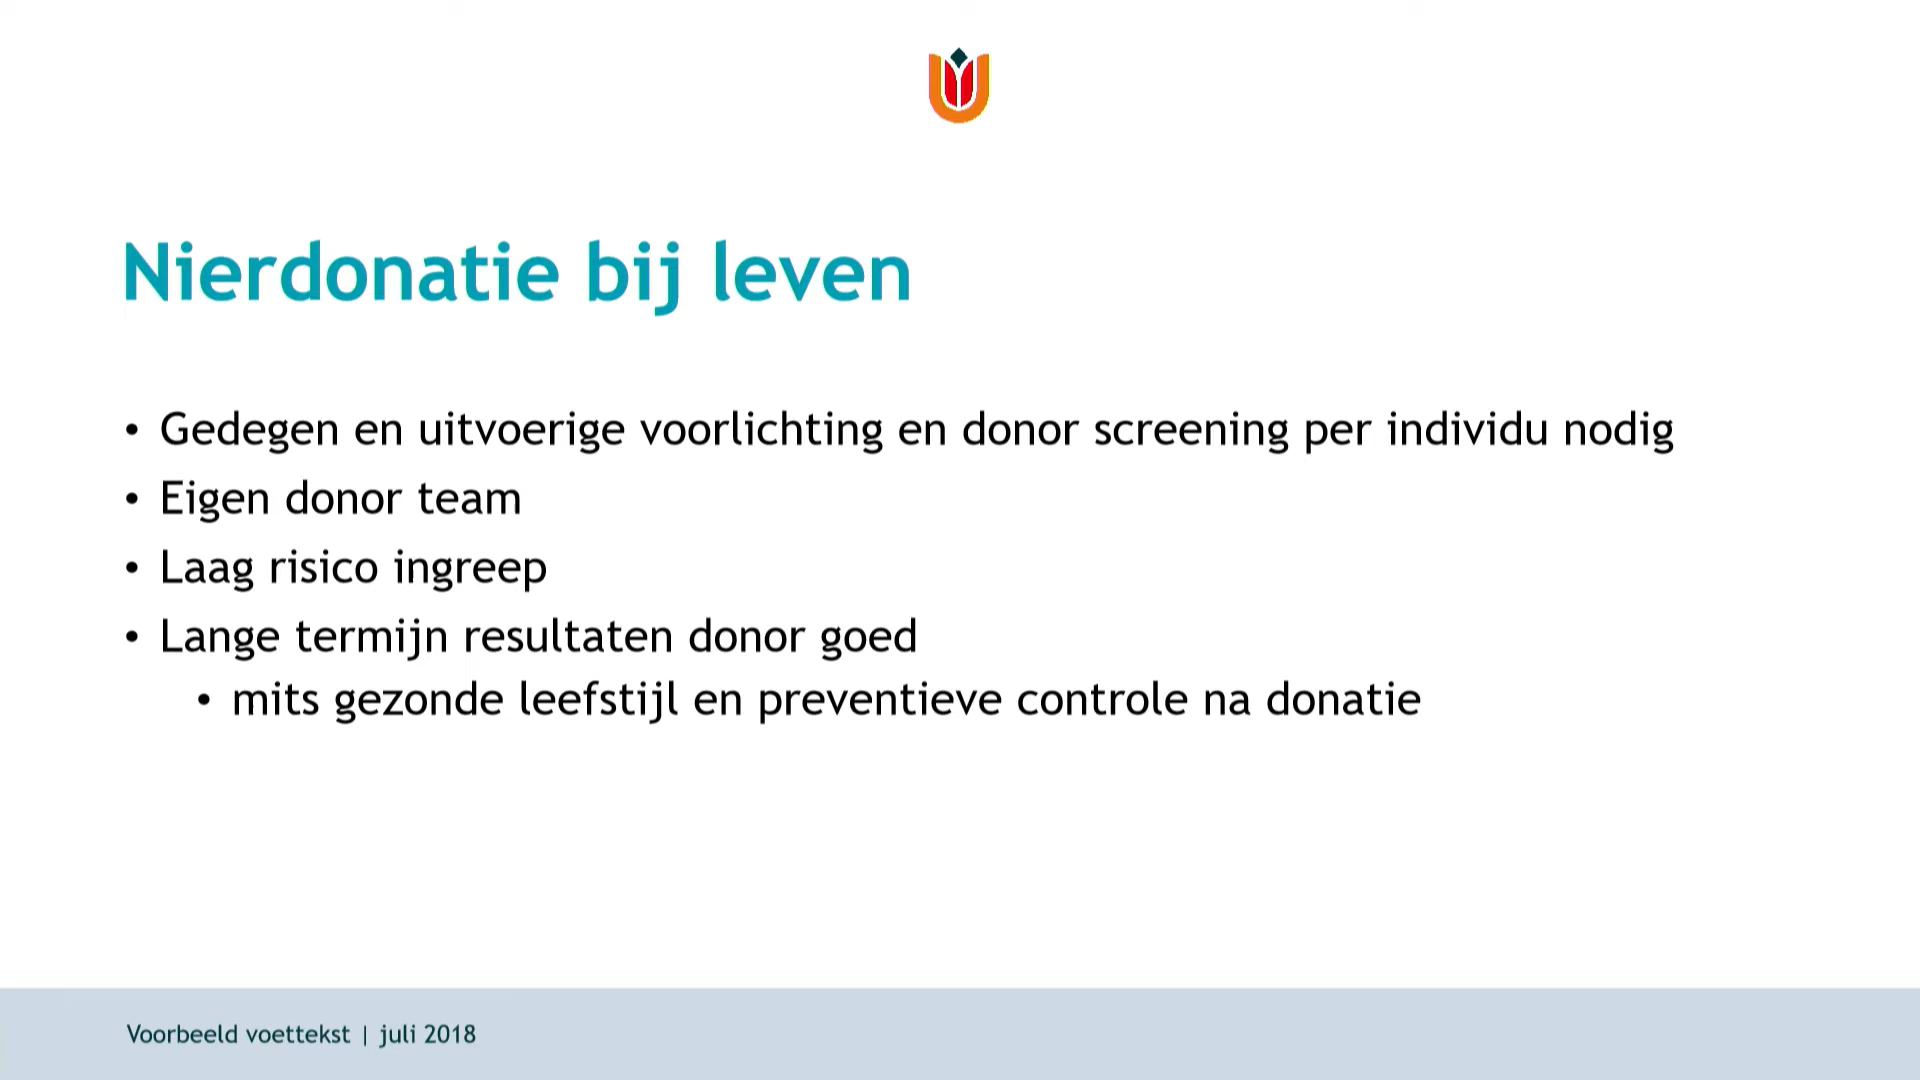 Nierdonatie bij leven
• Gedegen en uitvoerige voorlichting en donor screening per individu nodig
• Eigen donor team
• Laag risico ingreep
• Lange termijn resultaten donor goed
• mits gezonde leefstijl en preventieve controle na donatie
Voorbeeld voettekst | juli 2018